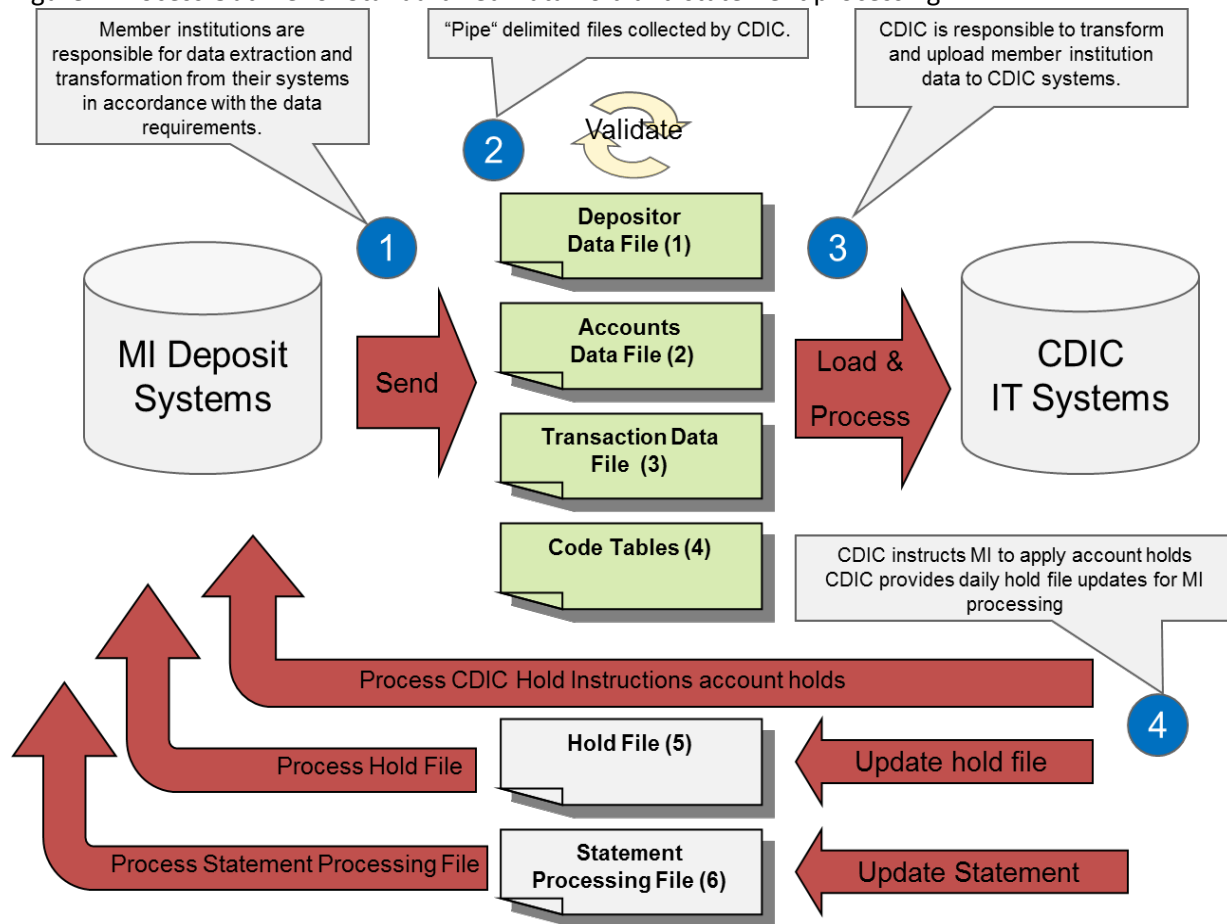 Member institutions are
responsible for data extraction and
transformation from their systems
in accordance with the data
requirements.
“Pipe“ delimited files collected by CDIC.
CDIC is responsible to transform
and upload member institution
data to CDIC systems.
Validate
2
1
3
Depositor
Data File (1)
MI Deposit
Systems
Send
Accounts
Data File (2)
Load &
Process
CDIC
IT Systems
Transaction Data
File (3)
Code Tables (4)
CDIC instructs MI to apply account holds
CDIC provides daily hold file updates for MI
processing
Process CDIC Hold Instructions account holds
4
Process Hold File
Hold File (5)
Update hold file
Process Statement Processing File
Statement
Processing File (6)
Update Statement